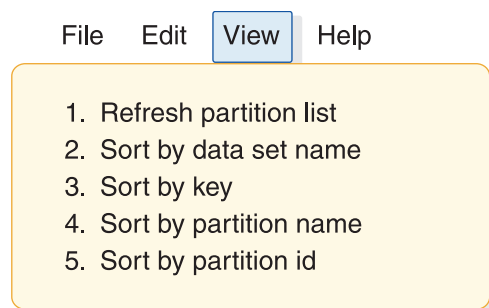 File Edit View Help
1. Refresh partition list
2. Sort by data set name
3. Sort by key
4. Sort by partition name
5. Sort by partition id